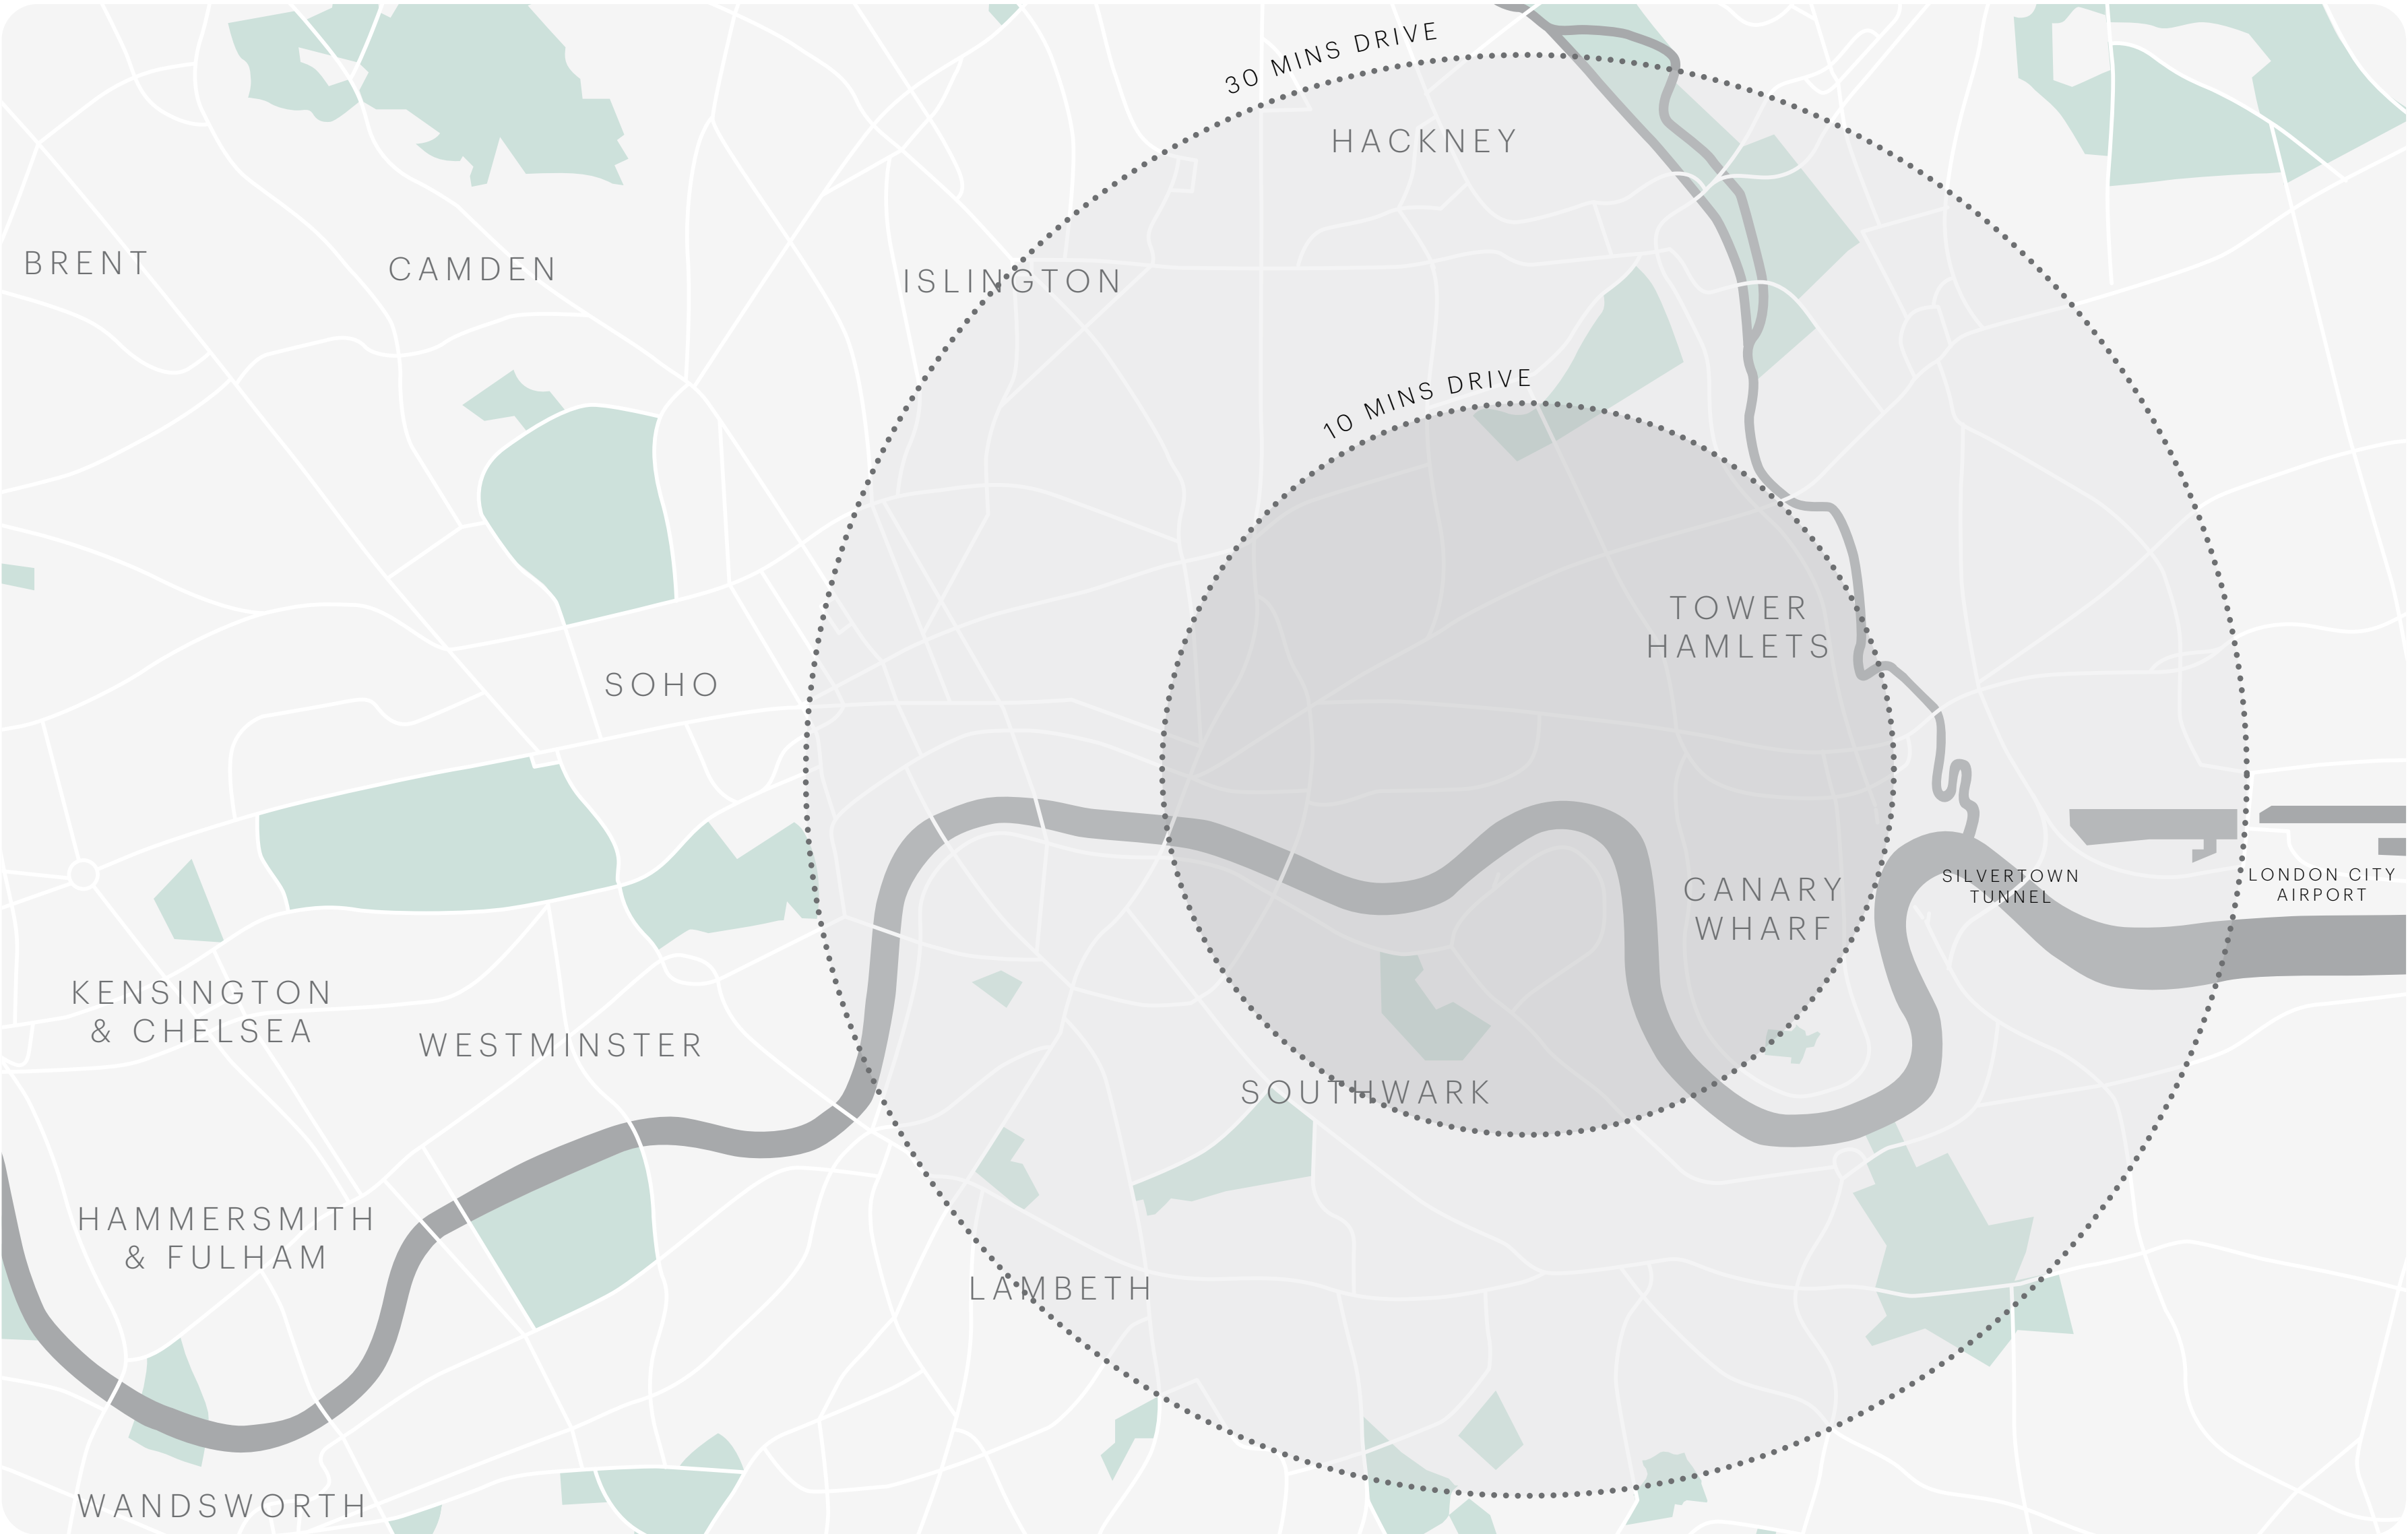 30 MINS DRIVE
HACKNEY
BRENT
CAMDEN
ISLINGTON
10 MINS DRIVE
TOWER
HAMLETS
SOHO
CANARY
WHARF
SILVERTOWN
TUNNEL
LONDON CITY
AIRPORT
KENSINGTON
& CHELSEA
WESTMINSTER
SOUTHWARK
HAMMERSMITH
& FULHAM
LAMBETH
WANDSWORTH